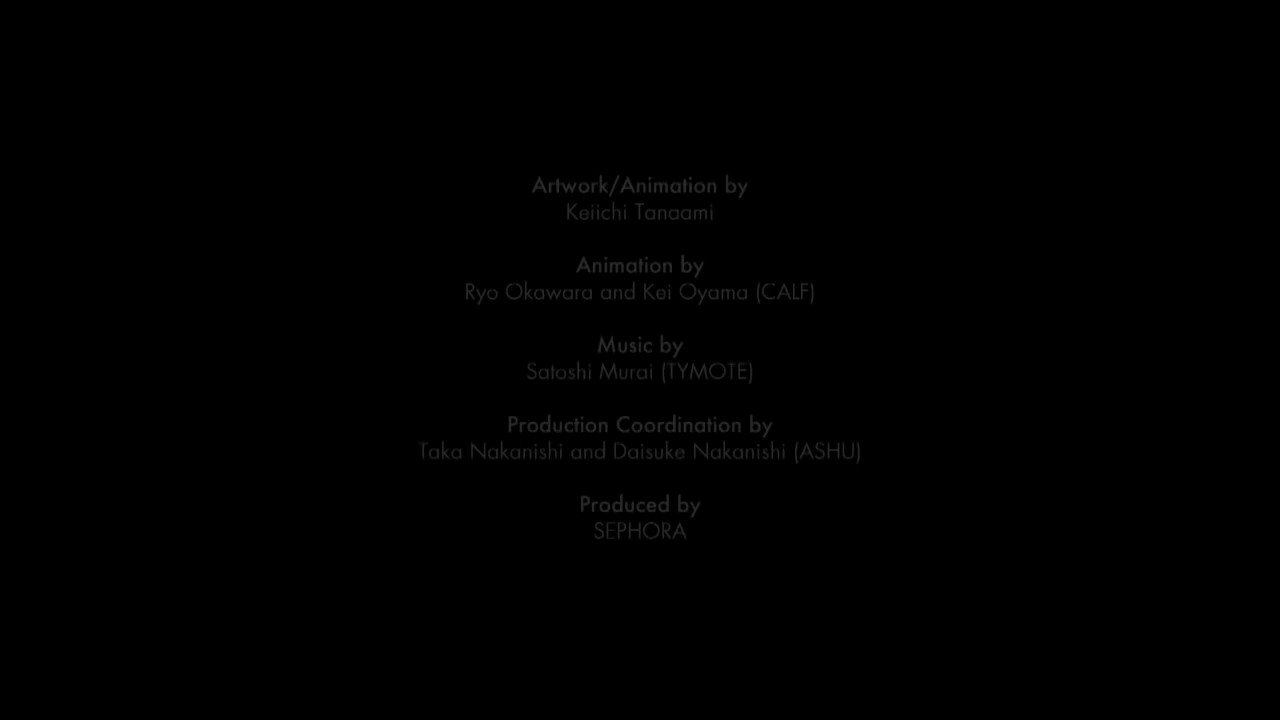 Artwork/Animation by
Keiichi Tanaami
Animation by
Ryo Okawara and Kei Oyama (CALF)
Music by
Satoshi Murai (TYMOTE)
Production Coordination by
Taka Nakanishi and Daisuke Nakanishi (ASHU)
Produced by
SEPHORA